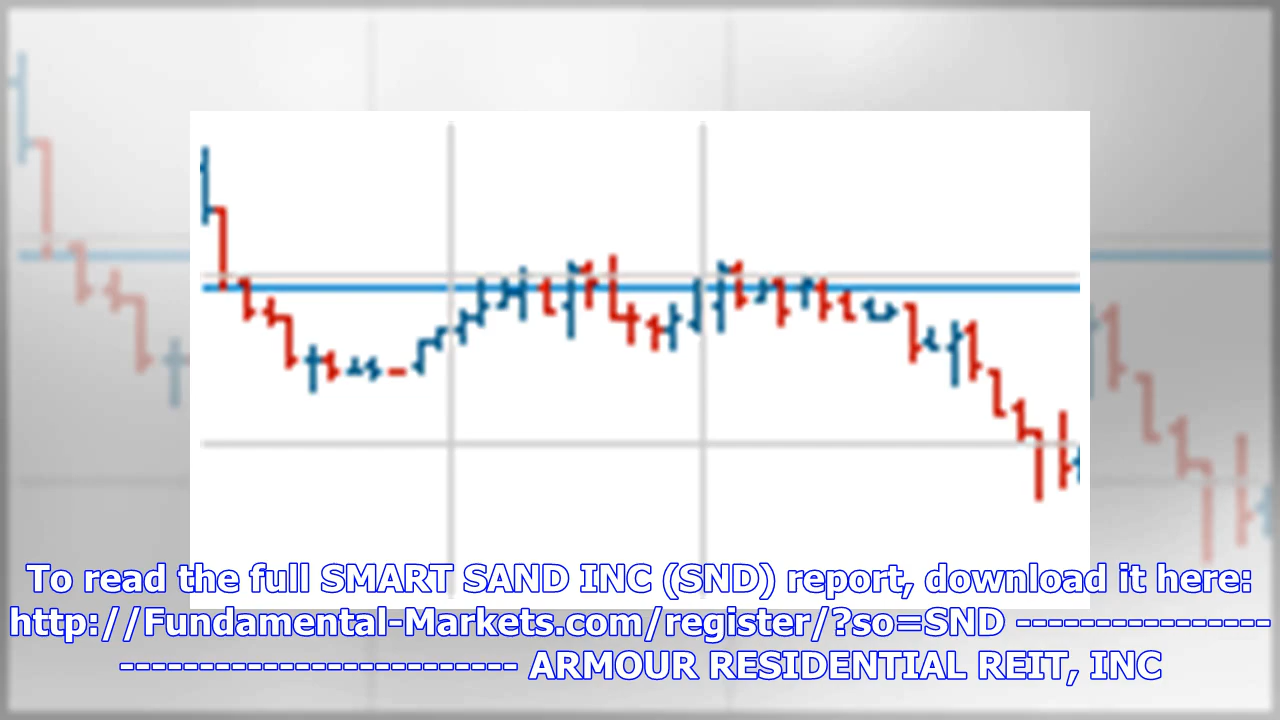 To read the full SMART SAND INC (SND) report, download it here:
http://Fundamental-Markets.com/register/?so=SND ----------------
------------------------- ARMOUR RESIDENTIAL REIT, INC